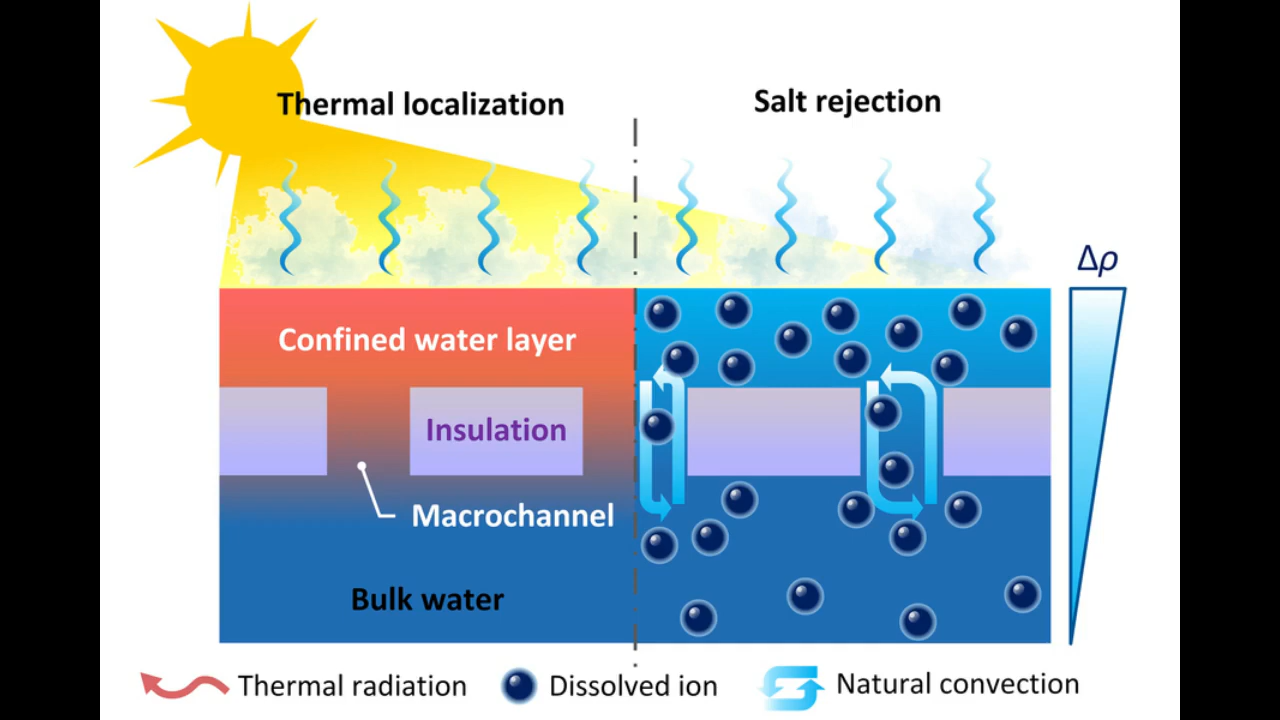 Thermal localization
Salt rejection
Δρ
Confined water layer
Insulation
Macrochannel
Bulk water
Thermal radiation
Dissolved ion
Natural convection